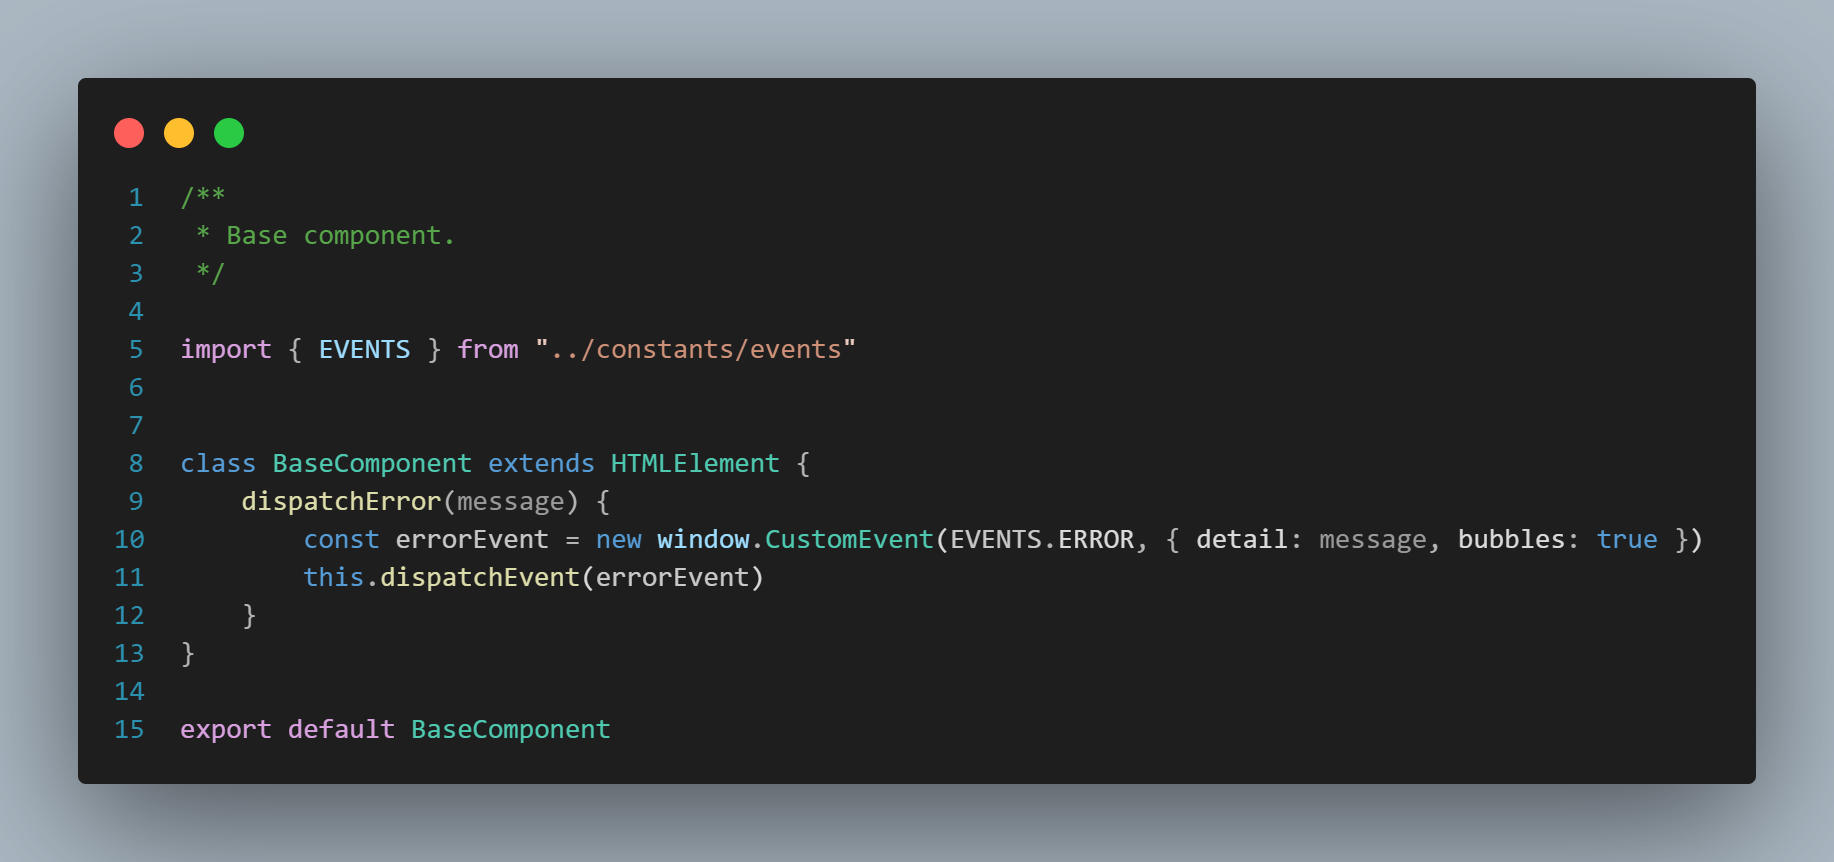 1 /**
2  * Base component.
3  */
4
5 import { EVENTS } from "../constants/events"
6
7
8 class BaseComponent extends HTMLElement {
9     dispatchError(message) {
10         const errorEvent = new window.CustomEvent(EVENTS.ERROR, { detail: message, bubbles: true })
11         this.dispatchEvent(errorEvent)
12     }
13 }
14
15 export default BaseComponent